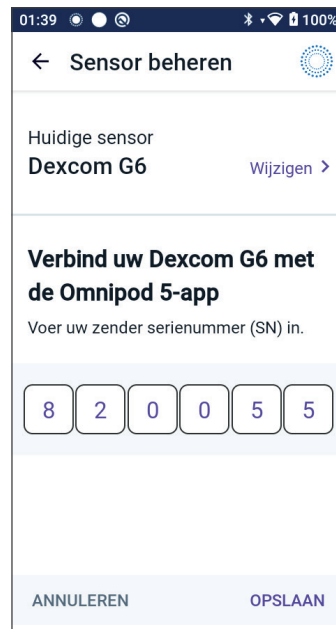 01:39 100%
Sensor beheren
Huidige sensor
Dexcom G6 Wijzigen
Verbind uw Dexcom G6 met
de Omnipod 5-app
Voer uw zender serienummer (SN) in.
8 2 0 0 5 5
ANNULEREN OPSLAAN